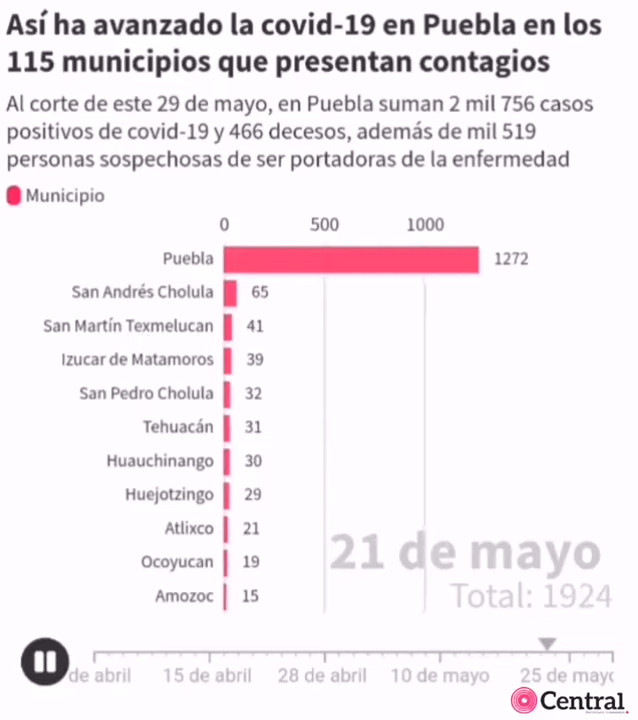 Así ha avanzado la covid-19 en Puebla en los
115 municipios que presentan contagios
Al corte de este 29 de mayo, en Puebla suman 2 mil 756 casos
positivos de covid-19 y 466 decesos, además de mil 519
personas sospechosas de ser portadoras de la enfermedad
Municipio
0 500 1000
Puebla 1272
San Andrés Cholula 65
San Martín Texmelucan 41
Izucar de Matamoros 39
San Pedro Cholula 32
Tehuacán 31
Huauchinango 30
Huejotzingo 29
Atlixco 21
Ocoyucan 19
Amozoc 15
21 de mayo
Total: 1924
de abril 15 de abril 28 de abril 10 de mayo 25 de mayo
Central